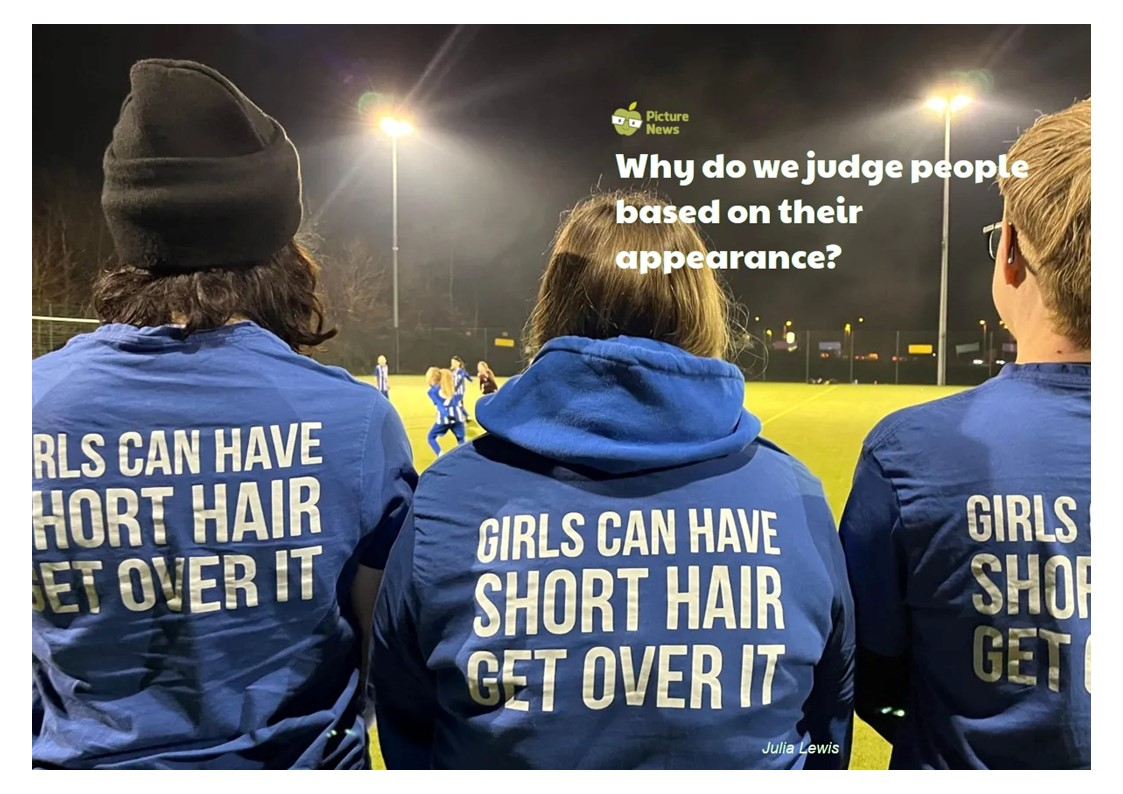 Picture
News
Why do we judge people
based on their
appearance?
RLS CAN HAVE
HORT HAIR
GET OVER IT
GIRLS CAN HAVE
SHORT HAIR
GET OVER IT
GIRLS
SHOR
GET
Julia Lewis